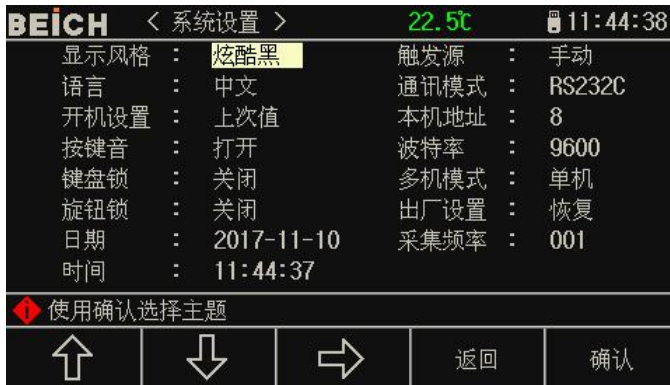 BEICH < 系统设置 > 22.5℃ 11:44:38
显示风格 : 炫酷黑 触发源 : 手动
语言 : 中文 通讯模式 : RS232C
开机设置 : 上次值 本机地址 : 8
按键音 : 打开 波特率 : 9600
键盘锁 : 关闭 多机模式 : 单机
旋钮锁 : 关闭 出厂设置 : 恢复
日期 : 2017-11-10 采集频率 : 001
时间 : 11:44:37
使用确认选择主题
返回 确认